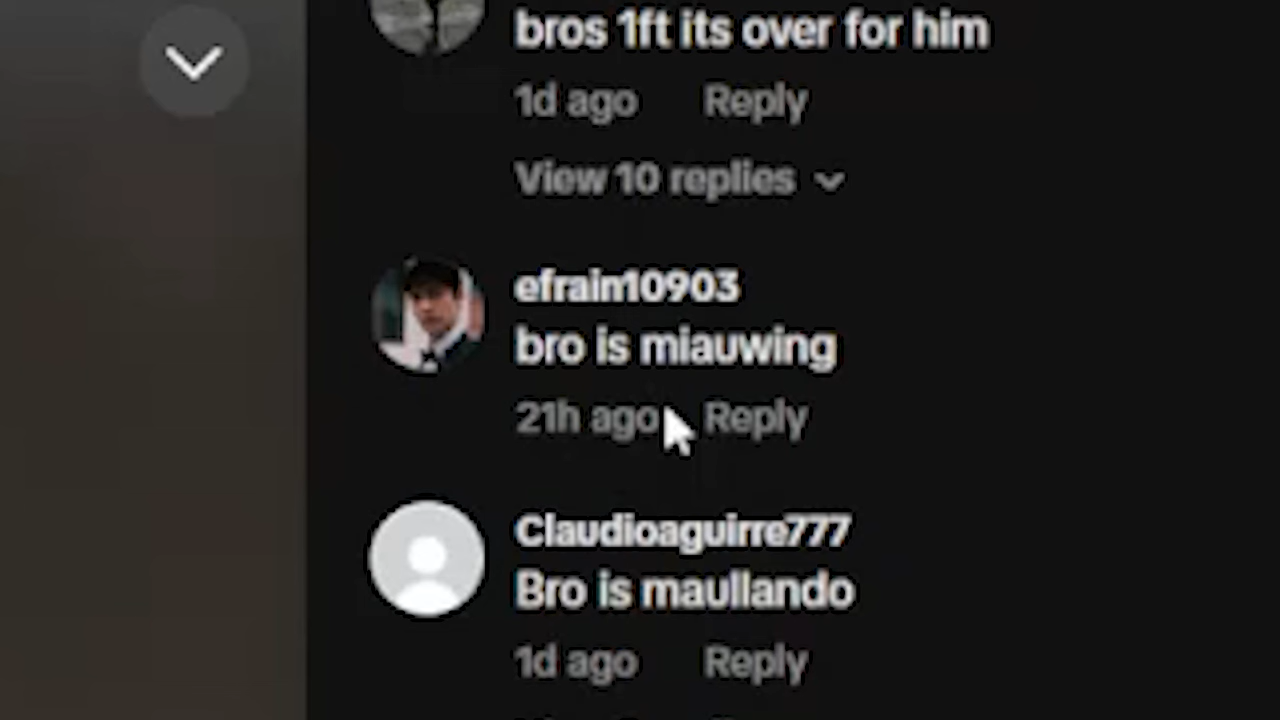 bros 1ft its over for him
1d ago Reply
View 10 replies
efrain10903
bro is miauwing
21h ago Reply
Claudioaguirre777
Bro is maullando
1d ago Reply